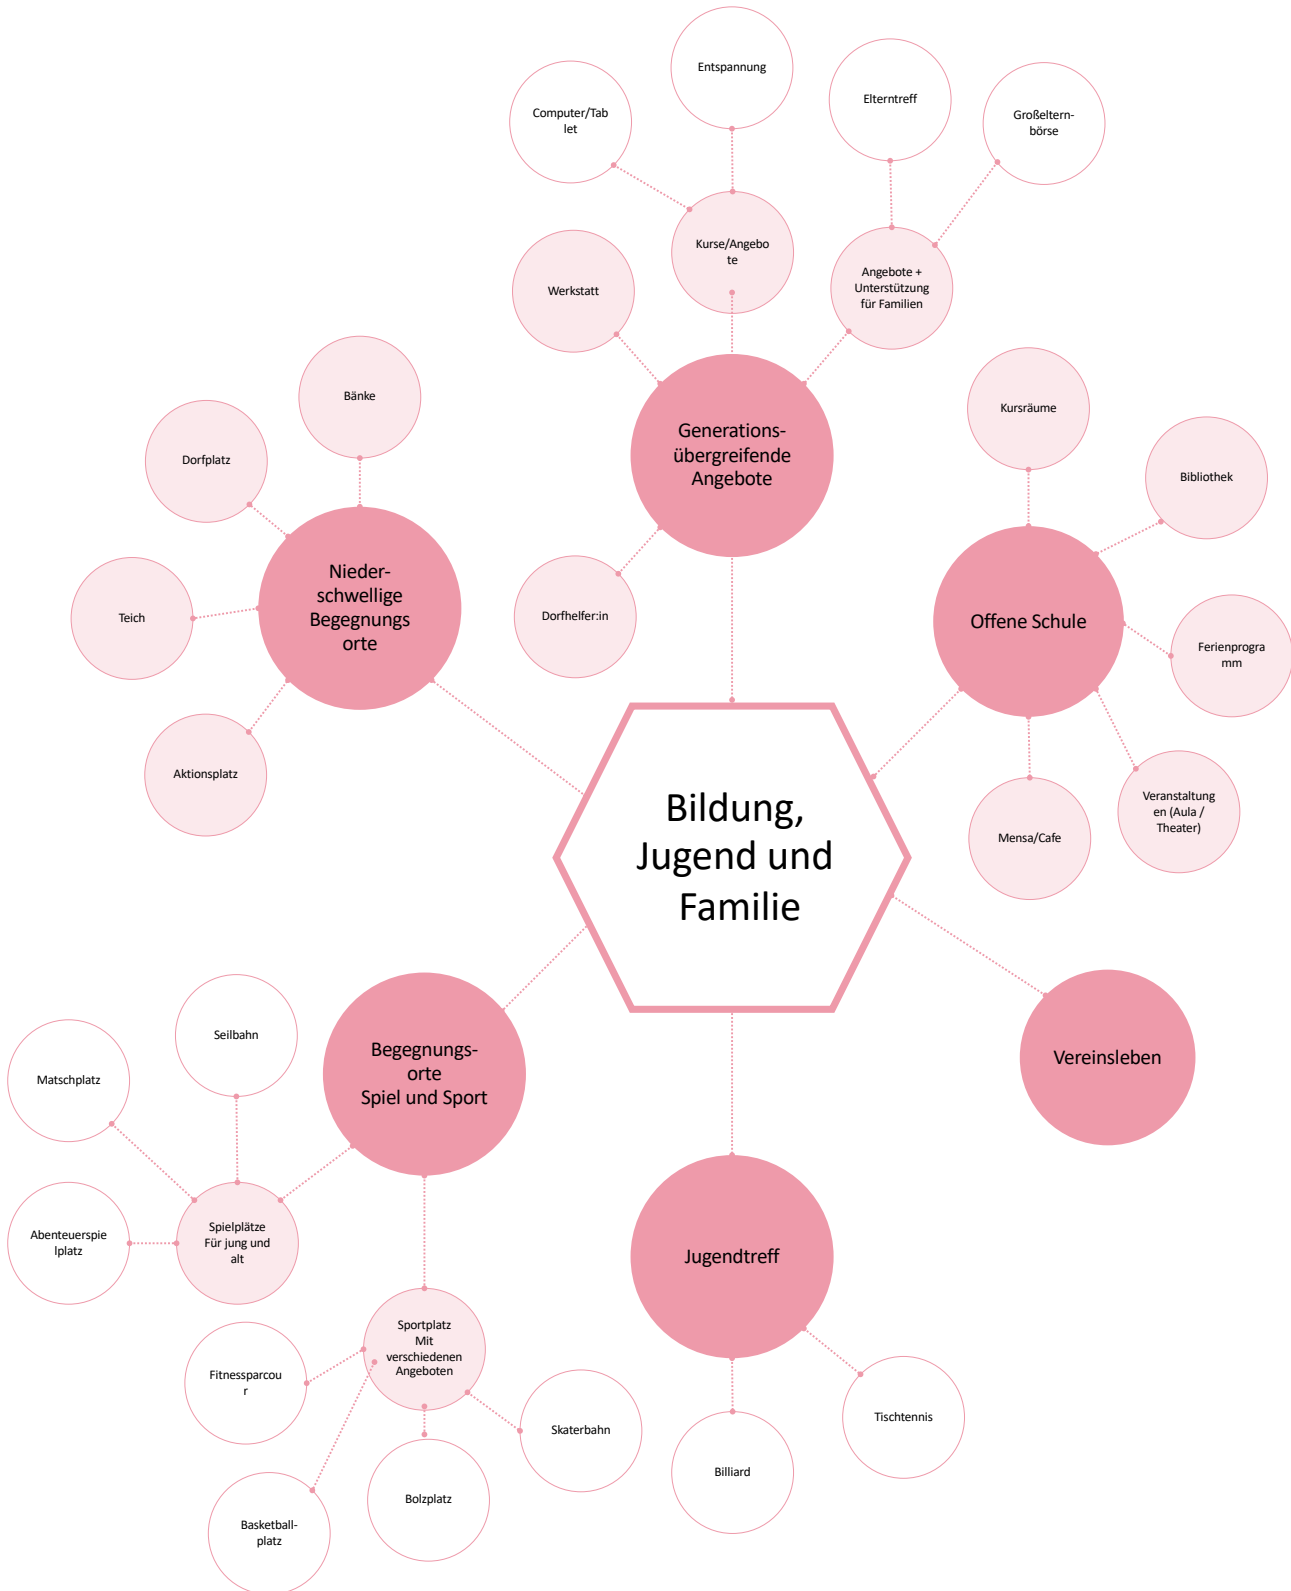 Entspannung
Elterntreff
Computer/Tab
let
Großeltern-
börse
Kurse/Angebo
te
Angebote +
Unterstützung
für Familien
Werkstatt
Bänke
Kursräume
Generations-
übergreifende
Angebote
Dorfplatz
Bibliothek
Nieder-
schwellige
Begegnungs
orte
Teich
Dorfhelfer:in
Offene Schule
Ferienprogra
mm
Aktionsplatz
Veranstaltung
en (Aula /
Theater)
Mensa/Cafe
Bildung,
Jugend und
Familie
Seilbahn
Begegnungs-
orte
Spiel und Sport
Vereinsleben
Matschplatz
Abenteuerspie
lplatz
Spielplätze
Für jung und
alt
Jugendtreff
Sportplatz
Mit
verschiedenen
Angeboten
Fitnessparcou
r
Skaterbahn
Tischtennis
Billiard
Bolzplatz
Basketball-
platz